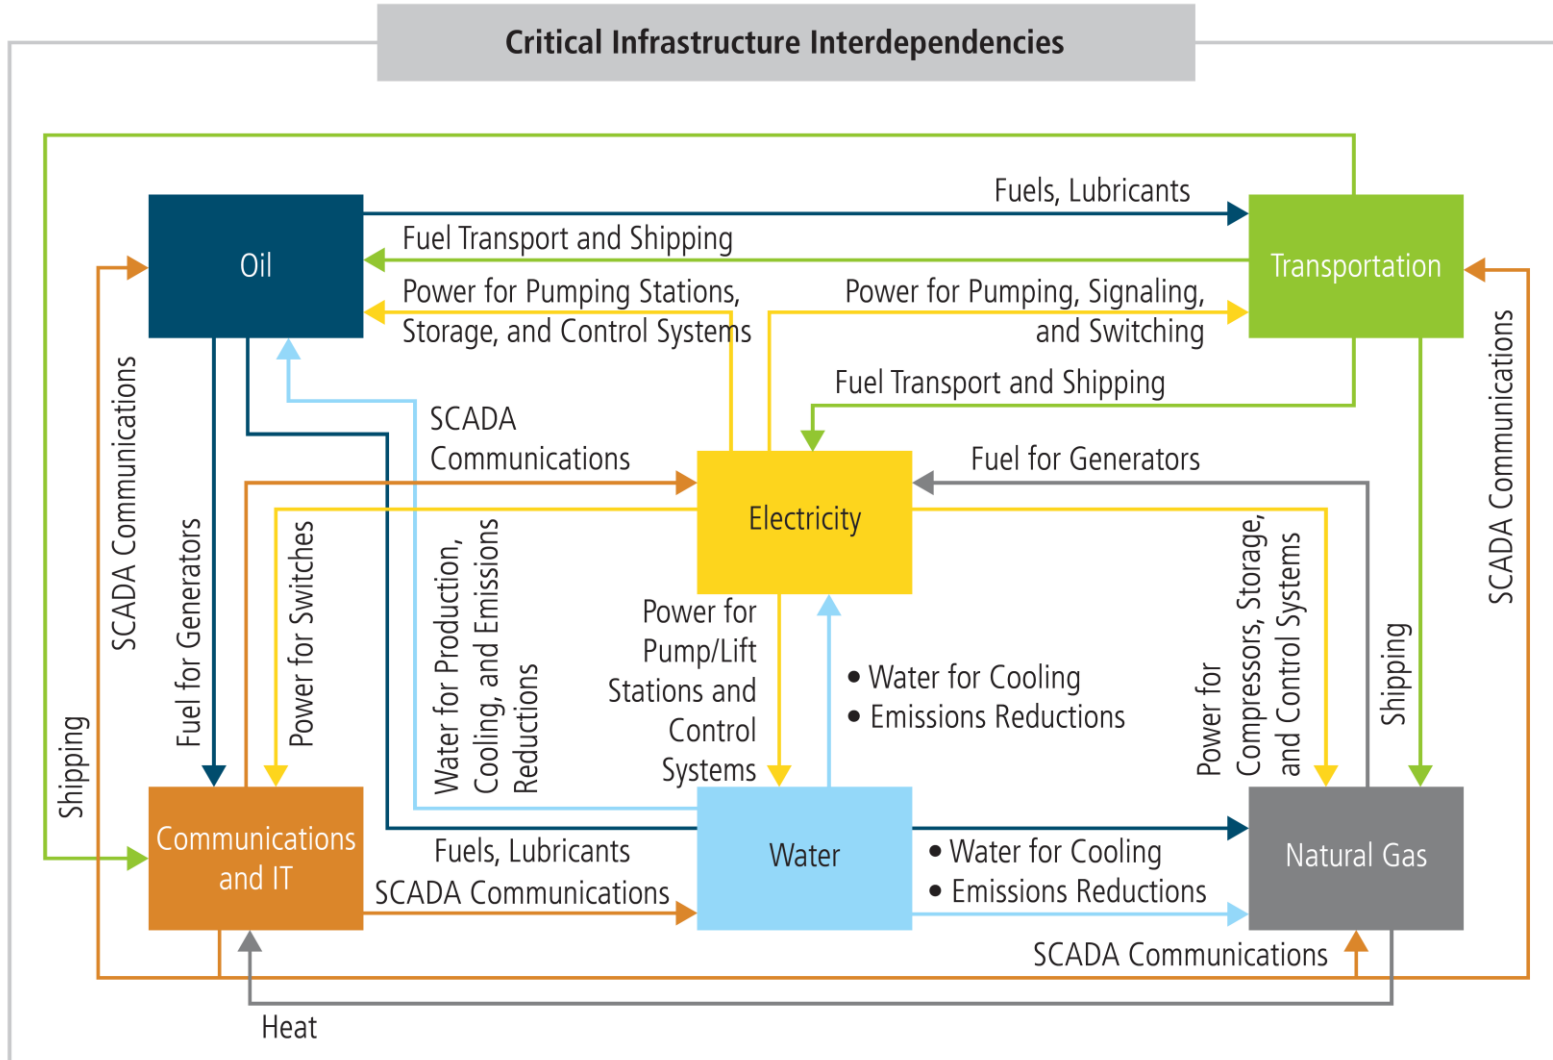 Critical Infrastructure Interdependencies
Fuels, Lubricants
Oil
Fuel Transport and Shipping
Transportation
Power for Pumping Stations,
Storage, and Control Systems
Power for Pumping, Signaling,
and Switching
Fuel Transport and Shipping
SCADA Communications
SCADA
Communications
Fuel for Generators
SCADA Communications
Electricity
Fuel for Generators
Power for Switches
Water for Production,
Cooling, and Emissions
Reductions
Power for
Pump/Lift
Stations and
Control
Systems
• Water for Cooling
• Emissions Reductions
Power for
Compressors, Storage,
and Control Systems
Shipping
Shipping
Communications
and IT
Fuels, Lubricants
SCADA Communications
Water
• Water for Cooling
• Emissions Reductions
Natural Gas
SCADA Communications
Heat